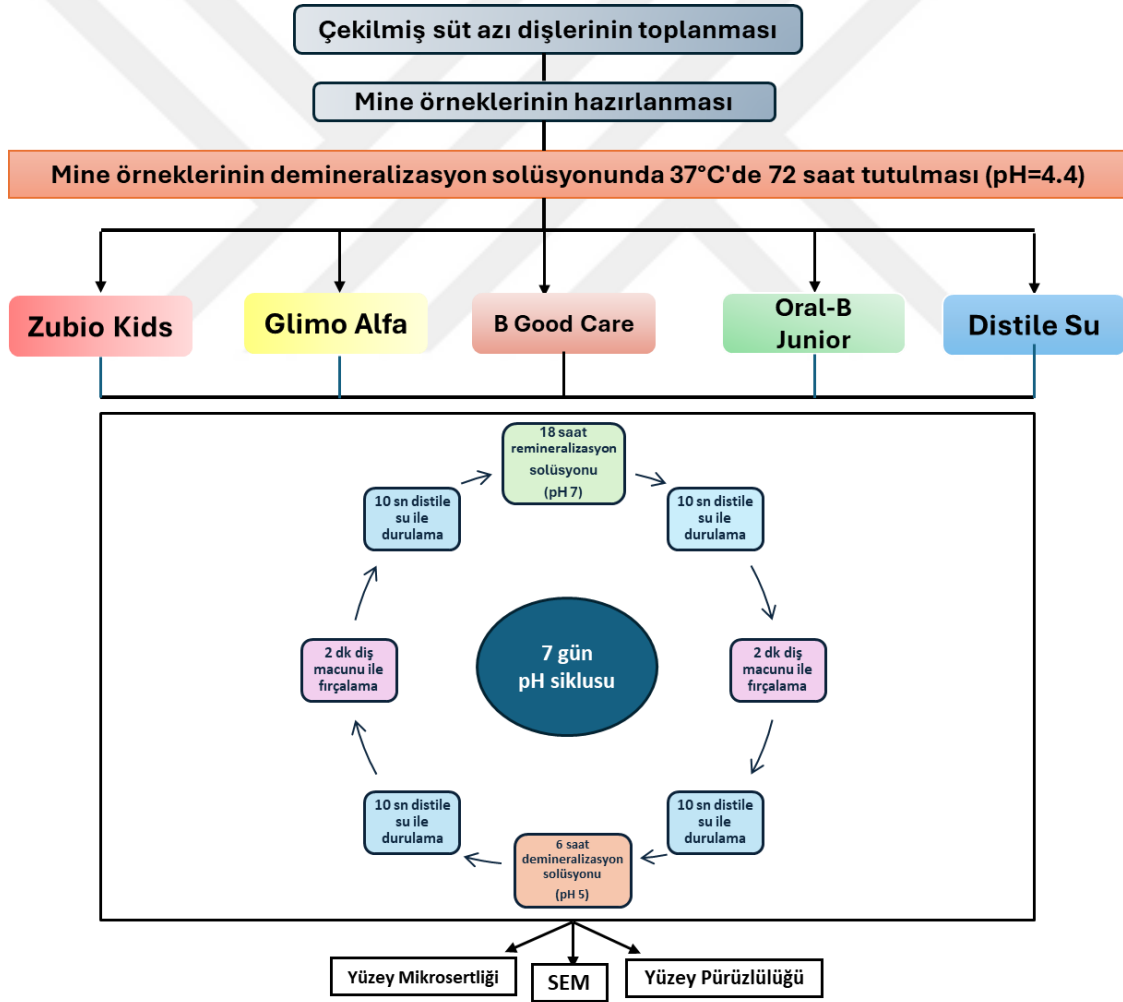 Çekilmiş süt azı dişlerinin toplanması
Mine örneklerinin hazırlanması
Mine örneklerinin demineralizasyon solüsyonunda 37°C'de 72 saat tutulması (pH=4.4)
Zubio Kids
Glimo Alfa
B Good Care
Oral-B
Junior
Distile Su
18 saat
remineralizasyon
solüsyonu
(pH 7)
10 sn distile
su ile
durulama
2 dk diş
macunu ile
fırçalama
10 sn distile
su ile
durulama
6 saat
demineralizasyon
solüsyonu
(pH 5)
10 sn distile
su ile
durulama
2 dk diş
macunu ile
fırçalama
10 sn distile
su ile
durulama
7 gün
pH siklusu
Yüzey Mikrosertliği
SEM
Yüzey Pürüzlülüğü